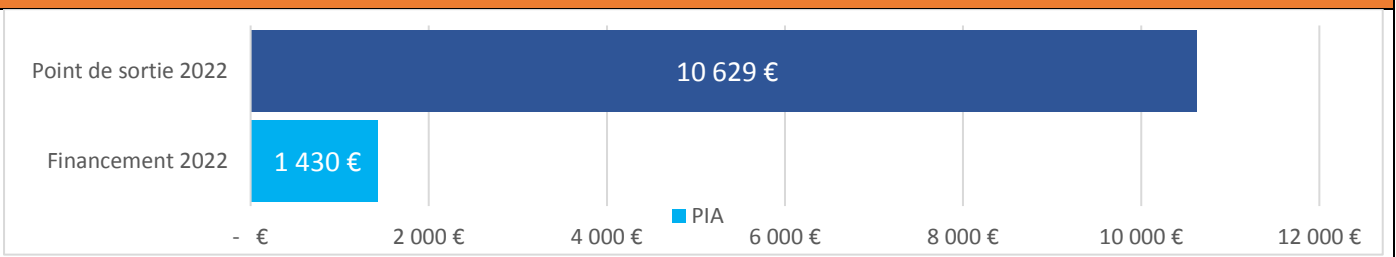 Point de sortie 2022
10 629 €
Financement 2022
1 430 €
PIA
- €
2 000 €
4 000 €
6 000 €
8 000 €
10 000 €
12 000 €